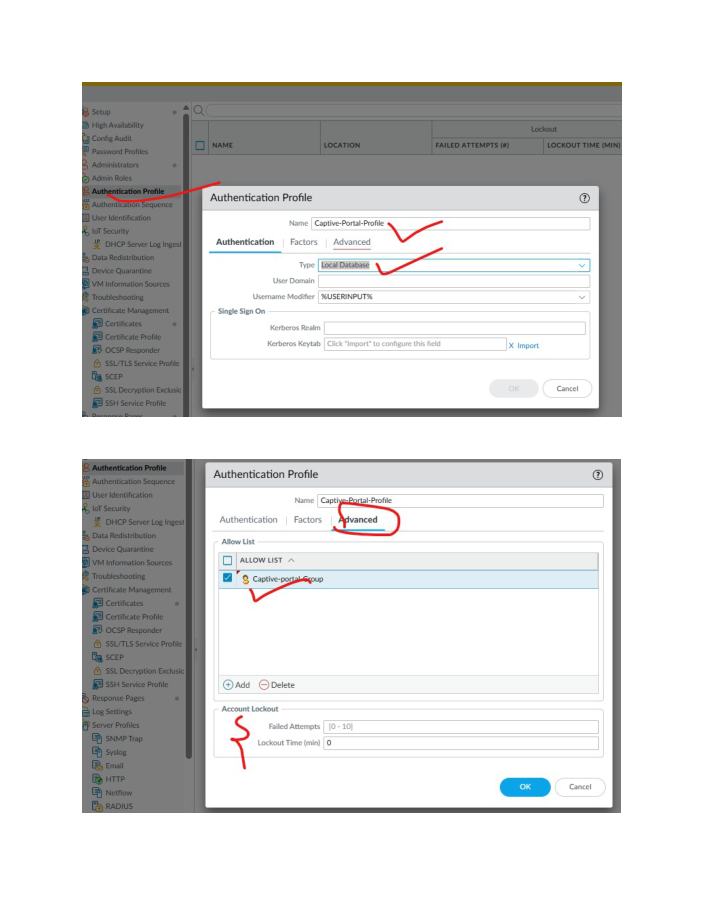 Setup
High Availability
Config Audit
Password Profiles
Administrators
Admin Roles
Authentication Profile
Authentication Sequence
User Identification
IoT Security
DHCP Server Log Ingest
Data Redistribution
Device Quarantine
VM Information Sources
Troubleshooting
Certificate Management
Certificates
Certificate Profile
OCSP Responder
SSL/TLS Service Profile
SCEP
SSL Decryption Exclusic
SSH Service Profile
Response Pages
Lockout
NAME LOCATION FAILED ATTEMPTS (#) LOCKOUT TIME (MIN)
Authentication Profile
Name Captive-Portal-Profile
Authentication Factors Advanced
Type Local Database
User Domain
Username Modifier %USERINPUT%
Single Sign On
Kerberos Realm
Kerberos Keytab Click "Import" to configure this field X Import
OK Cancel
Authentication Profile
Authentication Sequence
User Identification
IoT Security
DHCP Server Log Ingest
Data Redistribution
Device Quarantine
VM Information Sources
Troubleshooting
Certificate Management
Certificates
Certificate Profile
OCSP Responder
SSL/TLS Service Profile
SCEP
SSL Decryption Exclusic
SSH Service Profile
Response Pages
Log Settings
Server Profiles
SNMP Trap
Syslog
Email
HTTP
Netflow
RADIUS
Authentication Profile
Name Captive-Portal-Profile
Authentication Factors Advanced
Allow List
ALLOW LIST
Captive-portal-Group
Add Delete
Account Lockout
Failed Attempts [0 - 10]
Lockout Time (min) 0
OK Cancel